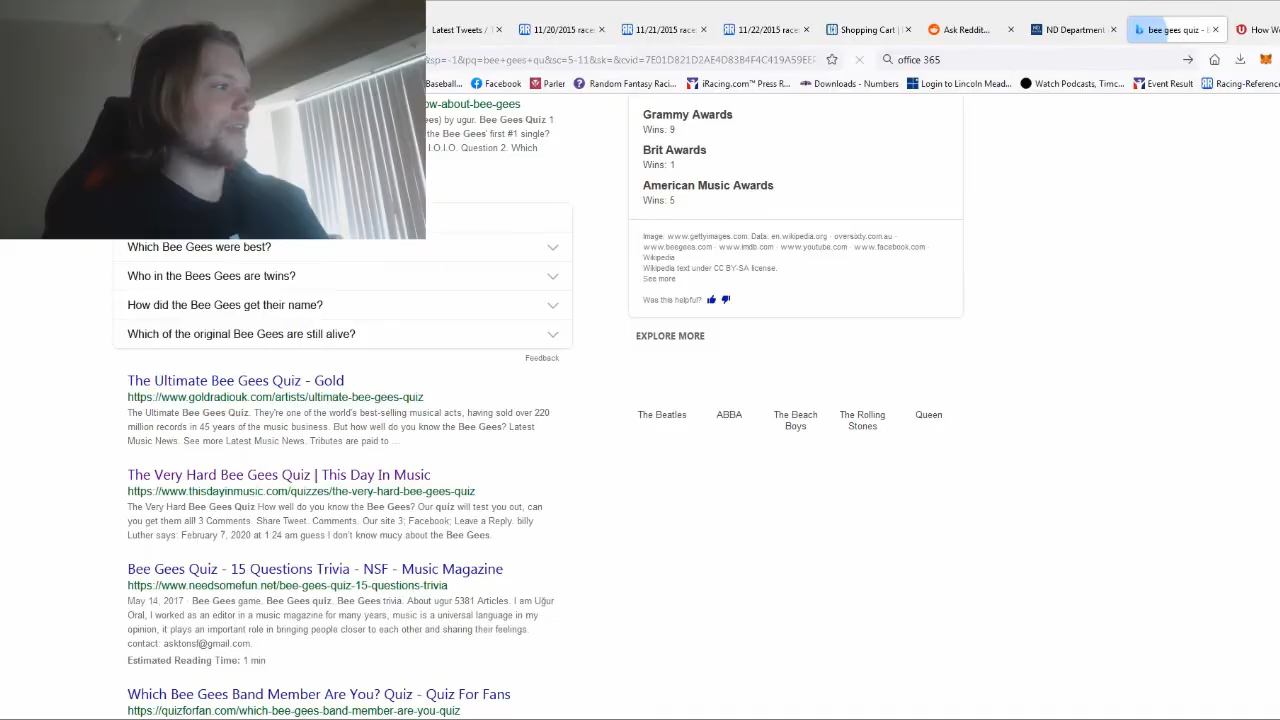 Latest Tweets /
11/20/2015 race
11/21/2015 race
11/22/2015 race
Shopping Cart |
Ask Reddit...
ND Department
bee gees quiz -
How W
sp=-1&pq=bee+gees+qu&sc=5-11&sk=&cvid=7E01D821D2AE4D83B4F4C419A59EEF
office 365
Baseball...
Facebook
Parler
Random Fantasy Raci...
iRacing.com™ Press R...
Downloads - Numbers
Login to Lincoln Mead...
Watch Podcasts, Timc...
Event Result
Racing-Reference
ow-about-bee-gees
ees) by ugur. Bee Gees Quiz 1
the Bee Gees' first #1 single?
I.O.I.O. Question 2. Which
Which Bee Gees were best?
Who in the Bees Gees are twins?
How did the Bee Gees get their name?
Which of the original Bee Gees are still alive?
Feedback
The Ultimate Bee Gees Quiz - Gold
https://www.goldradiouk.com/artists/ultimate-bee-gees-quiz
The Ultimate Bee Gees Quiz. They're one of the world's best-selling musical acts, having sold over 220
million records in 45 years of the music business. But how well do you know the Bee Gees? Latest
Music News. See more Latest Music News. Tributes are paid to ...
The Very Hard Bee Gees Quiz | This Day In Music
https://www.thisdayinmusic.com/quizzes/the-very-hard-bee-gees-quiz
The Very Hard Bee Gees Quiz How well do you know the Bee Gees? Our quiz will test you out, can
you get them all! 3 Comments. Share Tweet. Comments. Our site 3; Facebook; Leave a Reply. billy
Luther says: February 7, 2020 at 1:24 am guess I don't know mucy about the Bee Gees.
Bee Gees Quiz - 15 Questions Trivia - NSF - Music Magazine
https://www.needsomefun.net/bee-gees-quiz-15-questions-trivia
May 14, 2017 · Bee Gees game. Bee Gees quiz. Bee Gees trivia. About ugur 5381 Articles. I am Uğur
Oral, I worked as an editor in a music magazine for many years, music is a universal language in my
opinion, it plays an important role in bringing people closer to each other and sharing their feelings.
contact: asktonsf@gmail.com.
Estimated Reading Time: 1 min
Which Bee Gees Band Member Are You? Quiz - Quiz For Fans
https://quizforfan.com/which-bee-gees-band-member-are-you-quiz
Grammy Awards
Wins: 9
Brit Awards
Wins: 1
American Music Awards
Wins: 5
Image: www.gettyimages.com. Data: en.wikipedia.org · oversixty.com.au ·
www.beegees.com · www.imdb.com · www.youtube.com · www.facebook.com ·
Wikipedia
Wikipedia text under CC BY-SA license.
See more
Was this helpful?
EXPLORE MORE
The Beatles
ABBA
The Beach
Boys
The Rolling
Stones
Queen